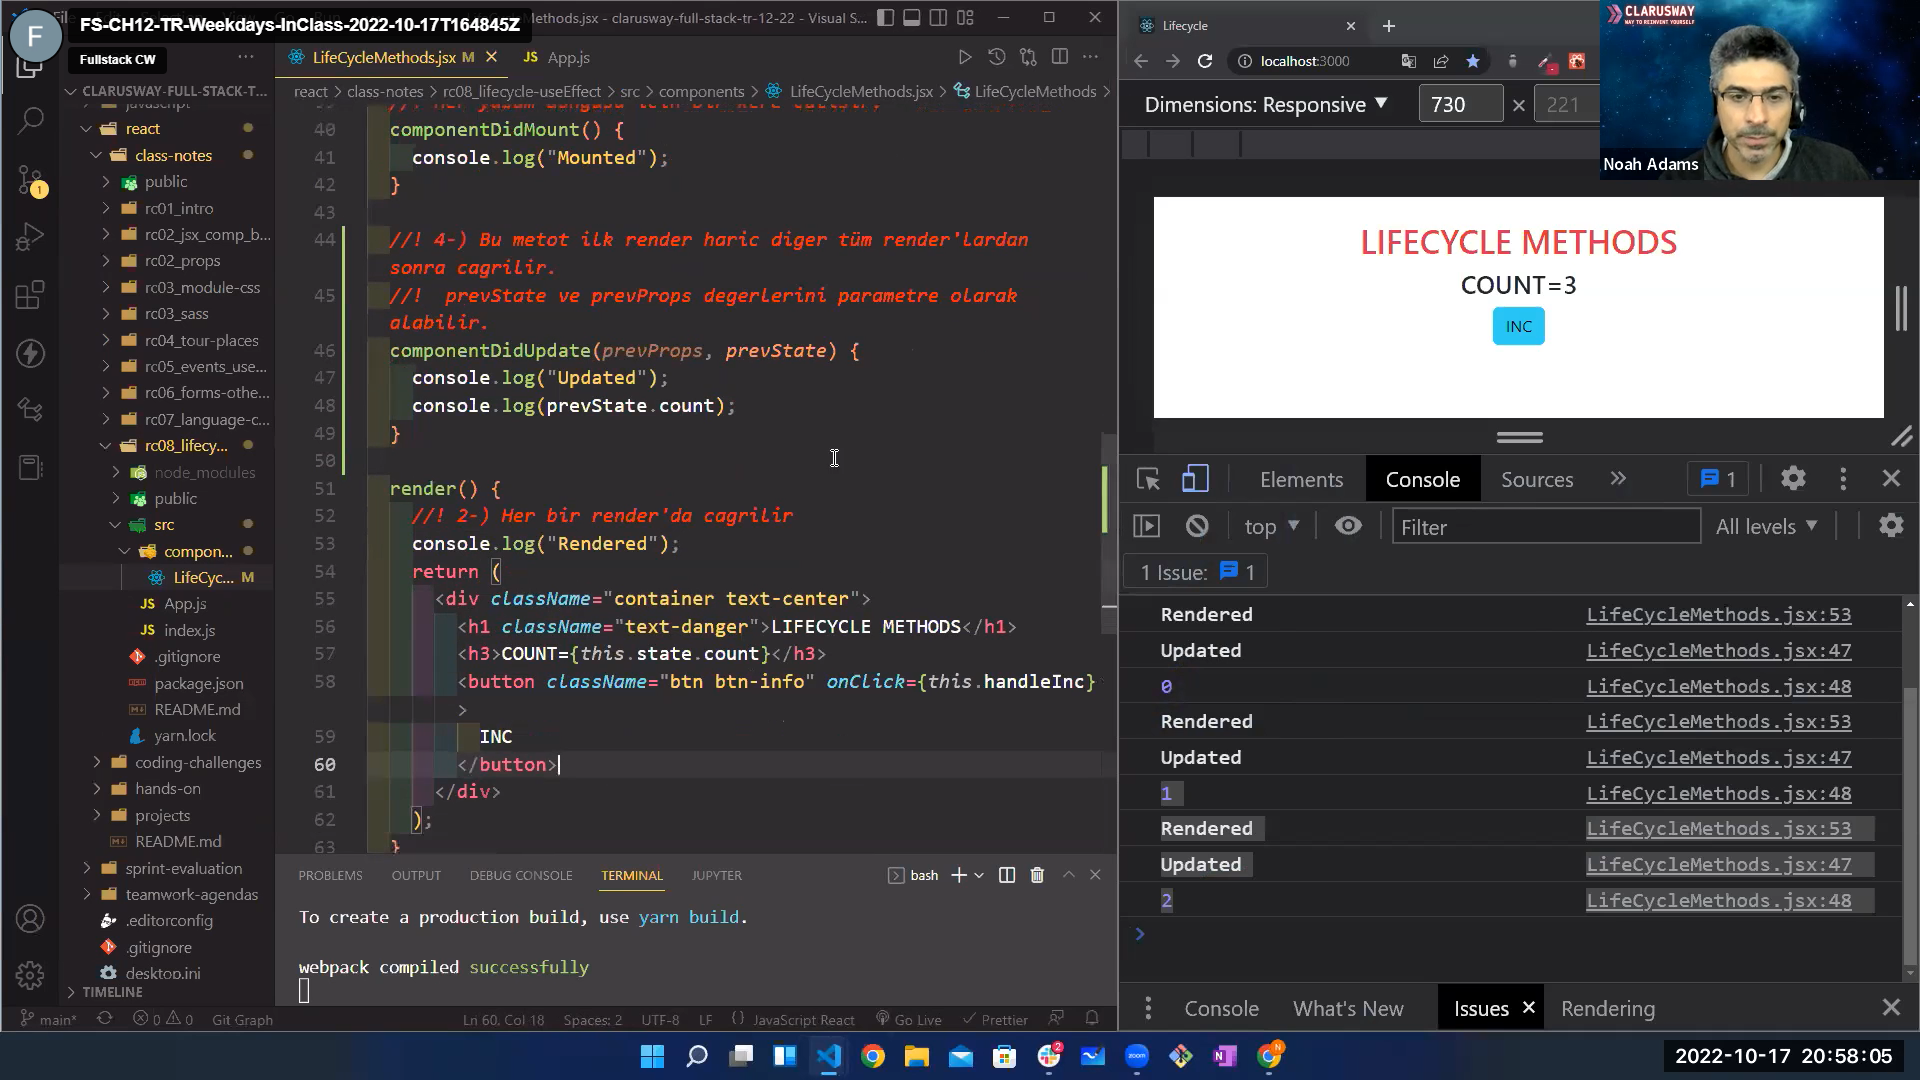 FS-CH12-TR-Weekdays-InClass-2022-10-17T164845Z
Methods.jsx - clarusway-full-stack-tr-12-22 - Visual S...
F
Fullstack CW
LifeCycleMethods.jsx M
App.js
react > class-notes > rc08_lifecycle-useEffect > src > components > LifeCycleMethods.jsx > LifeCycleMethods >
CLARUSWAY-FULL-STACK-T...
javascript
react
class-notes
public
rc01_intro
rc02_jsx_comp_b...
rc02_props
rc03_module-css
rc03_sass
rc04_tour-places
rc05_events_use...
rc06_forms-othe...
rc07_language-c...
rc08_lifecy...
node_modules
public
src
compon...
LifeCyc... M
App.js
index.js
.gitignore
package.json
README.md
yarn.lock
coding-challenges
hands-on
projects
README.md
sprint-evaluation
teamwork-agendas
.editorconfig
.gitignore
desktop.ini
TIMELINE
1
40 componentDidMount() {
41 console.log("Mounted");
42 }
43
44 //! 4-) Bu metot ilk render haric diger tüm render'lardan
sonra cagrilir.
45 //!  prevState ve prevProps degerlerini parametre olarak
alabilir.
46 componentDidUpdate(prevProps, prevState) {
47 console.log("Updated");
48 console.log(prevState.count);
49 }
50
51 render() {
52 //! 2-) Her bir render'da cagrilir
53 console.log("Rendered");
54 return (
55 <div className="container text-center">
56 <h1 className="text-danger">LIFECYCLE METHODS</h1>
57 <h3>COUNT={this.state.count}</h3>
58 <button className="btn btn-info" onClick={this.handleInc}
>
59 INC
60 </button>
61 </div>
62 );
63 }
PROBLEMS OUTPUT DEBUG CONSOLE TERMINAL JUPYTER
bash
To create a production build, use yarn build.
webpack compiled successfully
main* 0 0 Git Graph
Ln 60, Col 18 Spaces: 2 UTF-8 LF JavaScript React Go Live Prettier
Lifecycle
localhost:3000
Dimensions: Responsive 730 × 221
CLARUSWAY
WAY TO REINVENT YOURSELF
Noah Adams
LIFECYCLE METHODS
COUNT=3
INC
Elements Console Sources » 1
top Filter All levels
1 Issue: 1
Rendered LifeCycleMethods.jsx:53
Updated LifeCycleMethods.jsx:47
0 LifeCycleMethods.jsx:48
Rendered LifeCycleMethods.jsx:53
Updated LifeCycleMethods.jsx:47
1 LifeCycleMethods.jsx:48
Rendered LifeCycleMethods.jsx:53
Updated LifeCycleMethods.jsx:47
2 LifeCycleMethods.jsx:48
Console What's New Issues Rendering
2
zoom
N
2022-10-17 20:58:05